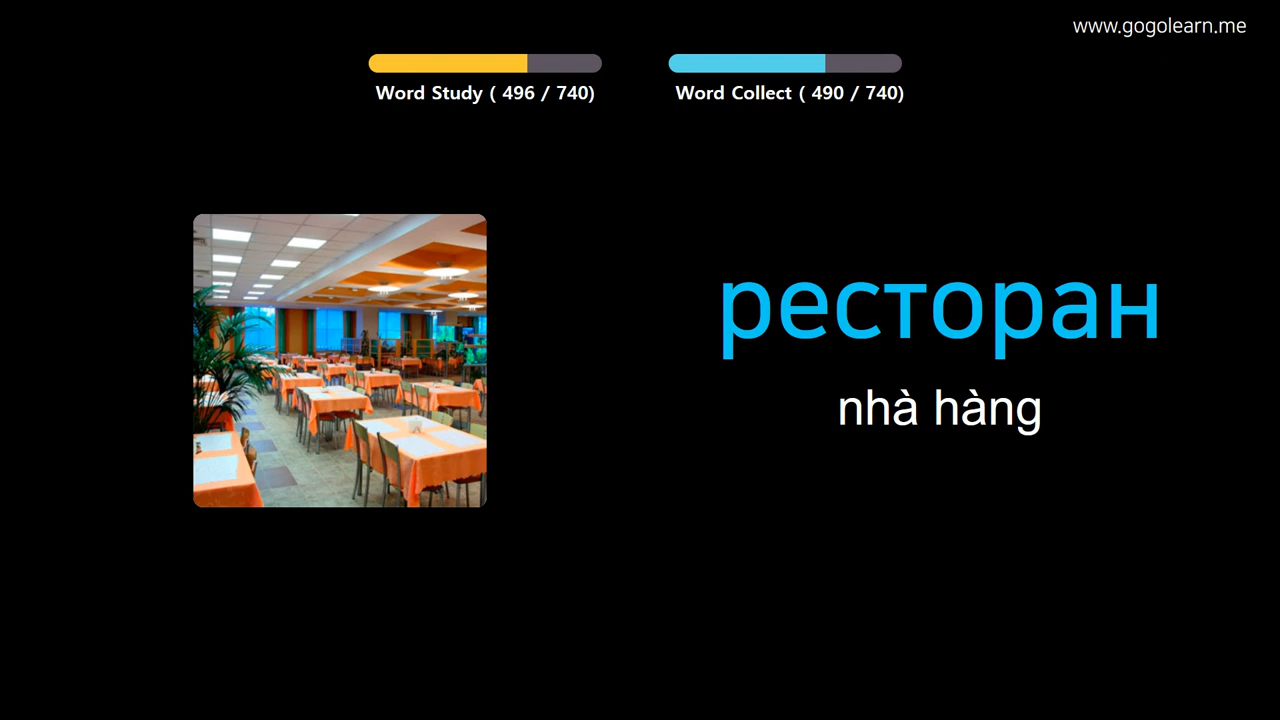 www.gogolearn.me
Word Study ( 496 / 740)
Word Collect ( 490 / 740)
ресторан
nhà hàng